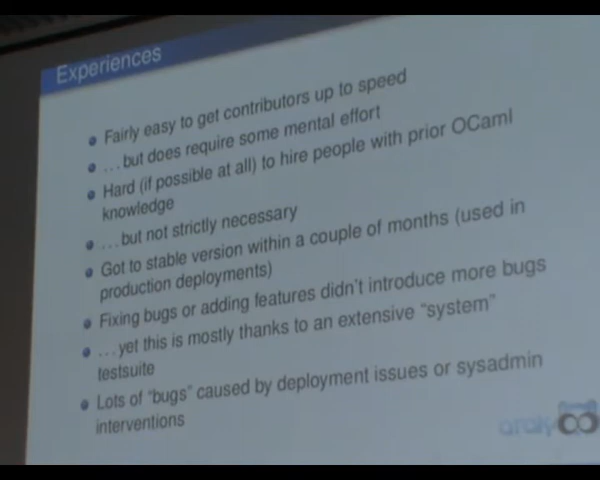 Experiences
Fairly easy to get contributors up to speed
...but does require some mental effort
Hard (if possible at all) to hire people with prior OCaml
knowledge
...but not strictly necessary
Got to stable version within a couple of months (used in
production deployments)
Fixing bugs or adding features didn't introduce more bugs
...yet this is mostly thanks to an extensive "system"
testsuite
Lots of "bugs" caused by deployment issues or sysadmin
interventions